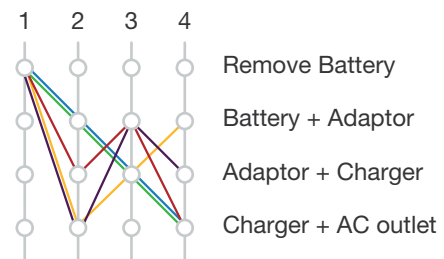 1 2 3 4
Remove Battery
Battery + Adaptor
Adaptor + Charger
Charger + AC outlet